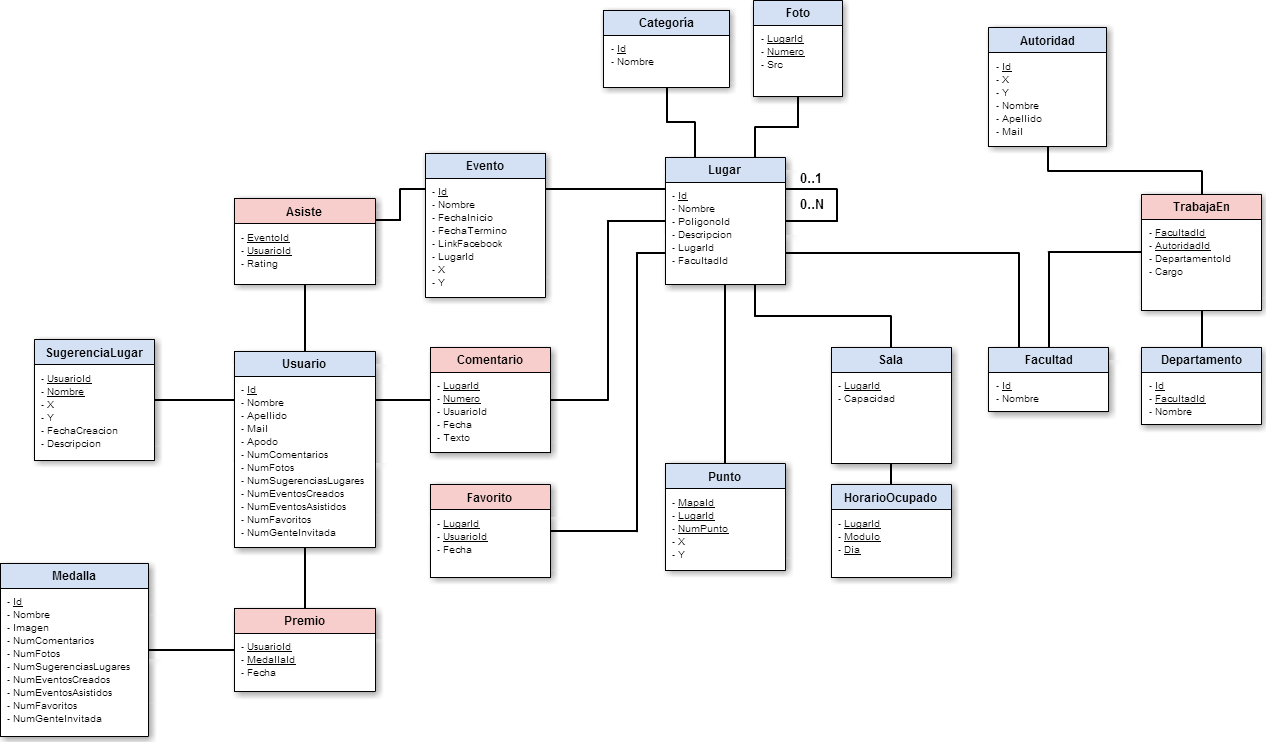 Categoría
- Id
- Nombre
Foto
- LugarId
- Numero
- Src
Autoridad
- Id
- X
- Y
- Nombre
- Apellido
- Mail
Evento
- Id
- Nombre
- FechaInicio
- FechaTermino
- LinkFacebook
- LugarId
- X
- Y
Lugar
- Id
- Nombre
- PoligonoId
- Descripcion
- LugarId
- FacultadId
0..1
0..N
Asiste
- EventoId
- UsuarioId
- Rating
TrabajaEn
- FacultadId
- AutoridadId
- DepartamentoId
- Cargo
SugerenciaLugar
- UsuarioId
- Nombre
- X
- Y
- FechaCreacion
- Descripcion
Usuario
- Id
- Nombre
- Apellido
- Mail
- Apodo
- NumComentarios
- NumFotos
- NumSugerenciasLugares
- NumEventosCreados
- NumEventosAsistidos
- NumFavoritos
- NumGenteInvitada
Comentario
- LugarId
- Numero
- UsuarioId
- Fecha
- Texto
Sala
- LugarId
- Capacidad
Facultad
- Id
- Nombre
Departamento
- Id
- FacultadId
- Nombre
Favorito
- LugarId
- UsuarioId
- Fecha
Punto
- MapaId
- LugarId
- NumPunto
- X
- Y
HorarioOcupado
- LugarId
- Modulo
- Dia
Medalla
- Id
- Nombre
- Imagen
- NumComentarios
- NumFotos
- NumSugerenciasLugares
- NumEventosCreados
- NumEventosAsistidos
- NumFavoritos
- NumGenteInvitada
Premio
- UsuarioId
- MedallaId
- Fecha